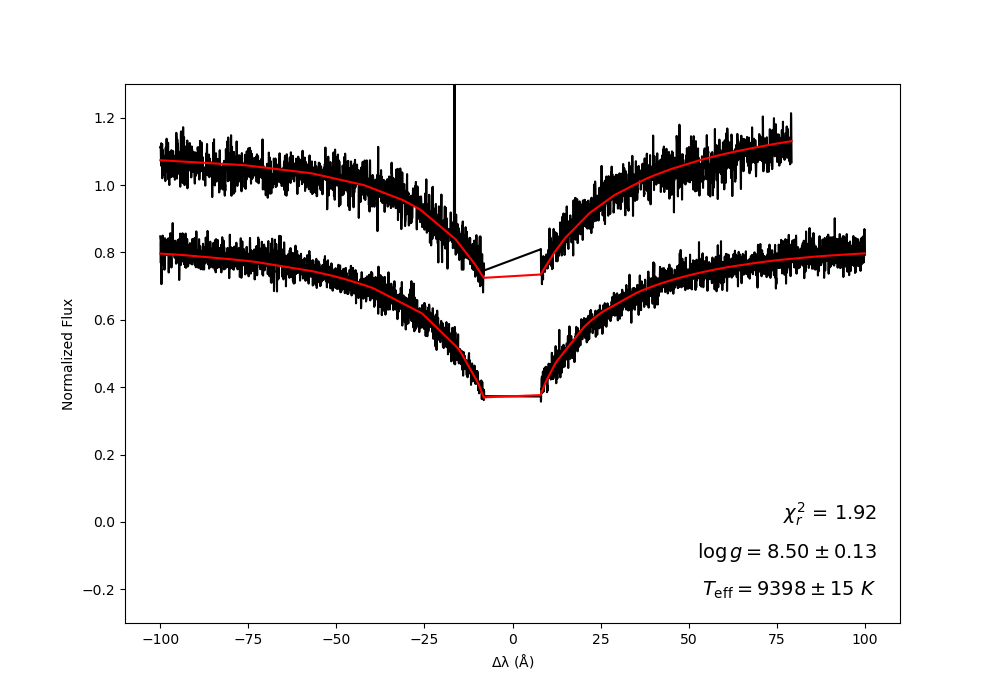 1.2
1.0
0.8
0.6
0.4
0.2
0.0
−0.2
Normalized Flux
χ²ᵣ = 1.92
log g = 8.50 ± 0.13
T_eff = 9398 ± 15 K
−100 −75 −50 −25 0 25 50 75 100
Δλ (Å)